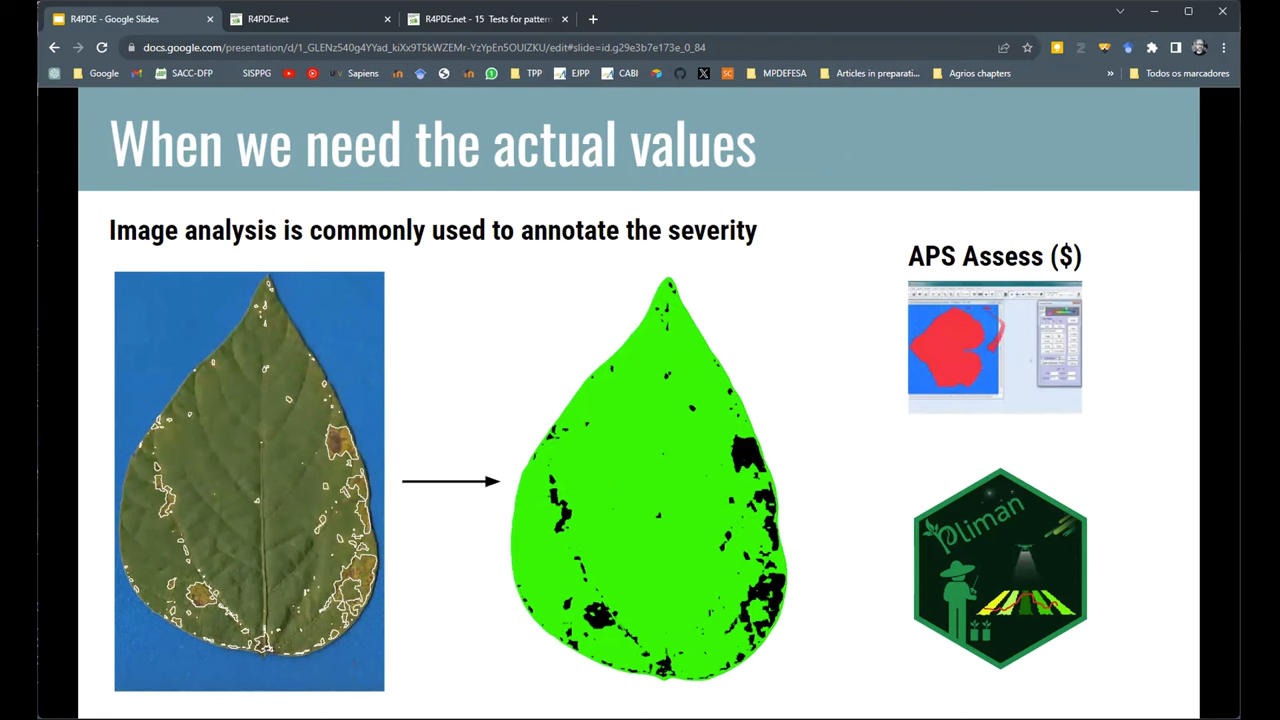 R4PDE - Google Slides
R4PDE.net
R4PDE.net - 15 Tests for pattern
docs.google.com/presentation/d/1_GLENz540g4YYad_kiXx9T5kWZEMr-YzYpEn5OUIZKU/edit#slide=id.g29e3b7e173e_0_84
Google
SACC-DFP
SISPPG
Sapiens
TPP
EJPP
CABI
MPDEFESA
Articles in preparati...
Agrios chapters
»
Todos os marcadores
When we need the actual values
Image analysis is commonly used to annotate the severity
APS Assess ($)
Pliman